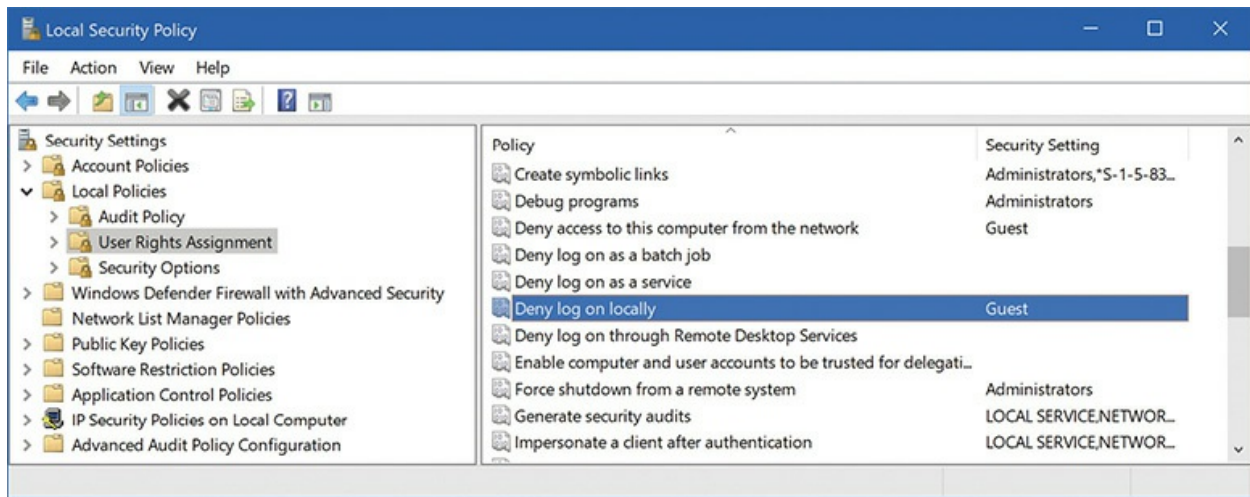 Local Security Policy
File Action View Help
Security Settings
Account Policies
Local Policies
Audit Policy
User Rights Assignment
Security Options
Windows Defender Firewall with Advanced Security
Network List Manager Policies
Public Key Policies
Software Restriction Policies
Application Control Policies
IP Security Policies on Local Computer
Advanced Audit Policy Configuration
Policy Security Setting
Create symbolic links Administrators,*S-1-5-83...
Debug programs Administrators
Deny access to this computer from the network Guest
Deny log on as a batch job
Deny log on as a service
Deny log on locally Guest
Deny log on through Remote Desktop Services
Enable computer and user accounts to be trusted for delegati...
Force shutdown from a remote system Administrators
Generate security audits LOCAL SERVICE,NETWOR...
Impersonate a client after authentication LOCAL SERVICE,NETWOR...